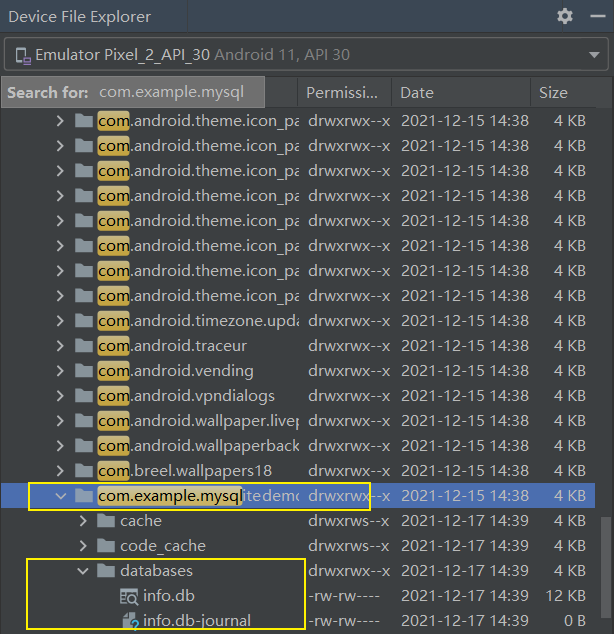 Device File Explorer
Emulator Pixel_2_API_30 Android 11, API 30
Search for: com.example.mysql Permissi... Date Size
com.android.theme.icon_pa drwxrwx--x 2021-12-15 14:38 4 KB
com.android.theme.icon_pa drwxrwx--x 2021-12-15 14:38 4 KB
com.android.theme.icon_pa drwxrwx--x 2021-12-15 14:38 4 KB
com.android.theme.icon_pa drwxrwx--x 2021-12-15 14:38 4 KB
com.android.theme.icon_pa drwxrwx--x 2021-12-15 14:38 4 KB
com.android.theme.icon_pa drwxrwx--x 2021-12-15 14:38 4 KB
com.android.theme.icon_pa drwxrwx--x 2021-12-15 14:38 4 KB
com.android.theme.icon_pa drwxrwx--x 2021-12-15 14:38 4 KB
com.android.timezone.upda drwxrwx--x 2021-12-15 14:38 4 KB
com.android.traceur drwxrwx--x 2021-12-15 14:38 4 KB
com.android.vending drwxrwx--x 2021-12-15 14:38 4 KB
com.android.vpndialogs drwxrwx--x 2021-12-15 14:38 4 KB
com.android.wallpaper.livep drwxrwx--x 2021-12-15 14:38 4 KB
com.android.wallpaperback drwxrwx--x 2021-12-15 14:38 4 KB
com.breel.wallpapers18 drwxrwx--x 2021-12-15 14:38 4 KB
com.example.mysqlitedemo drwxrwx--x 2021-12-15 14:38 4 KB
cache drwxrws--x 2021-12-17 14:39 4 KB
code_cache drwxrws--x 2021-12-17 14:39 4 KB
databases drwxrwx--x 2021-12-17 14:39 4 KB
info.db -rw-rw---- 2021-12-17 14:39 12 KB
info.db-journal -rw-rw---- 2021-12-17 14:39 0 B